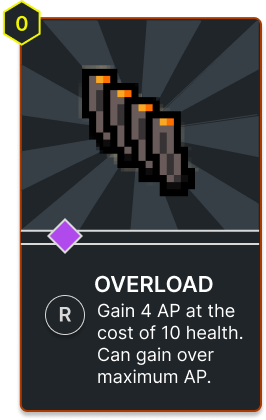 0
OVERLOAD
R
Gain 4 AP at the
cost of 10 health.
Can gain over
maximum AP.